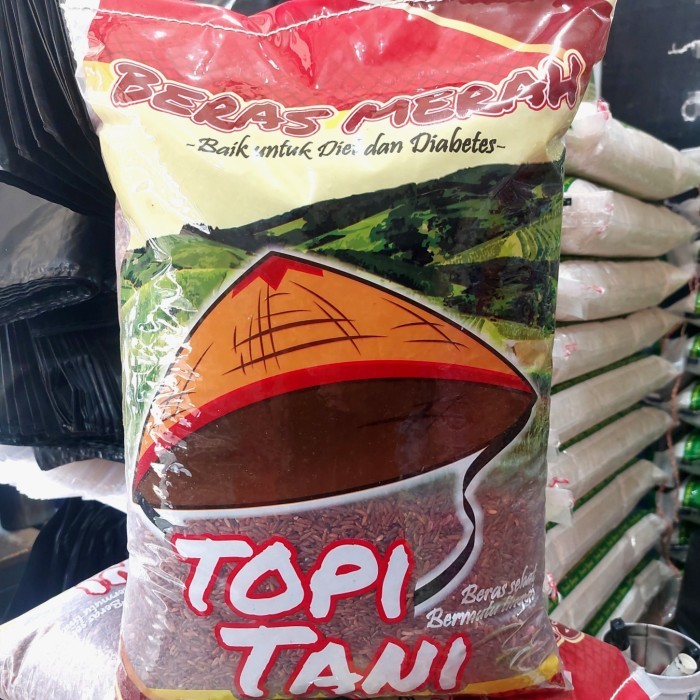 BERAS MERAH
~Baik untuk Diet dan Diabetes~
TOPI
TANI
Beras sehat
Bermutu